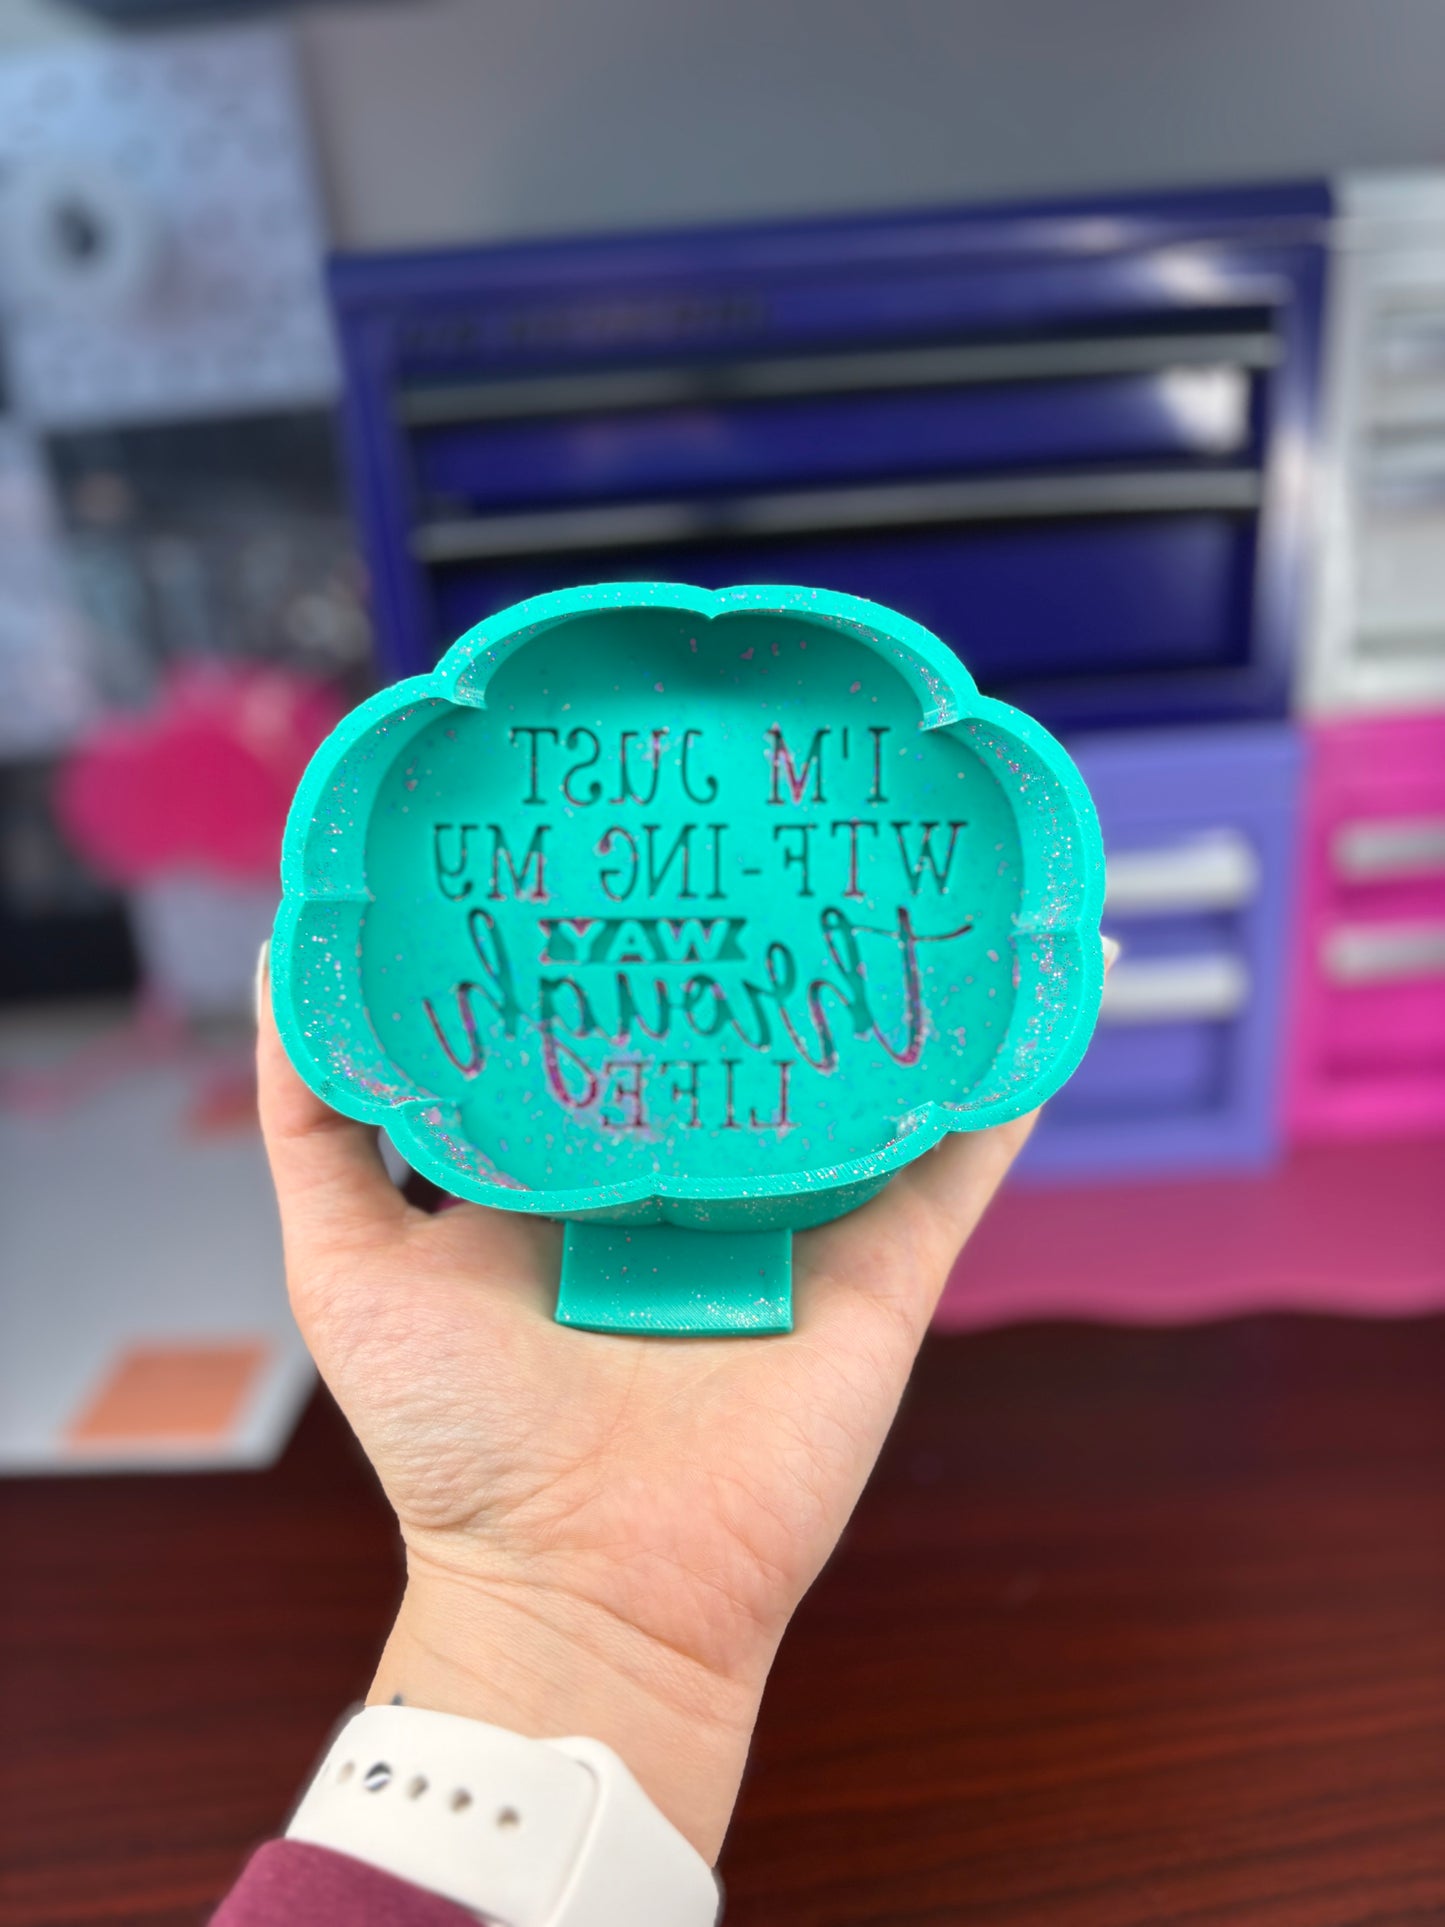 I'M JUST
WTF-ING MY
WAY
through
LIFE